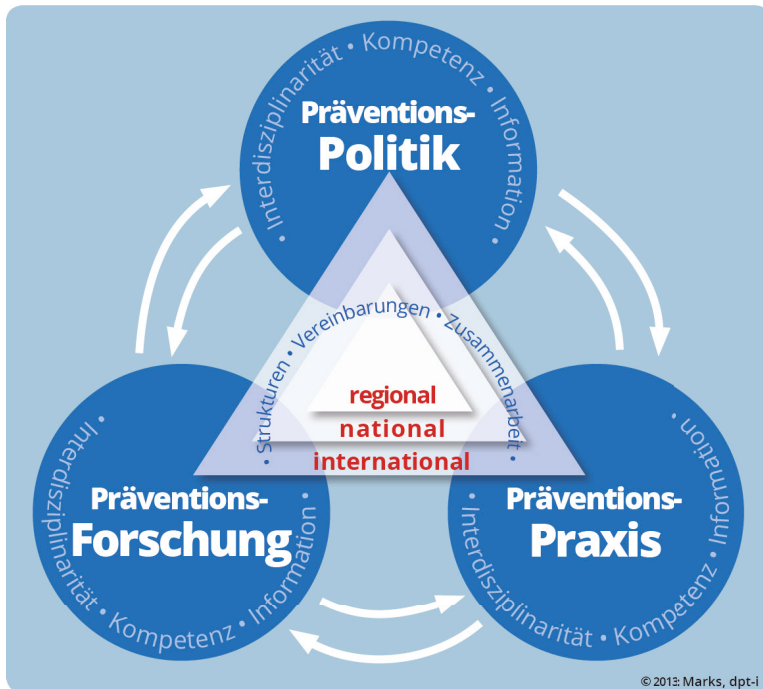 • Interdisziplinarität • Kompetenz • Information •
Präventions-
Politik
• Strukturen • Vereinbarungen • Zusammenarbeit •
regional
national
international
Präventions-
Forschung
• Interdisziplinarität • Kompetenz • Information •
Präventions-
Praxis
• Interdisziplinarität • Kompetenz • Information •
© 2013: Marks, dpt-i